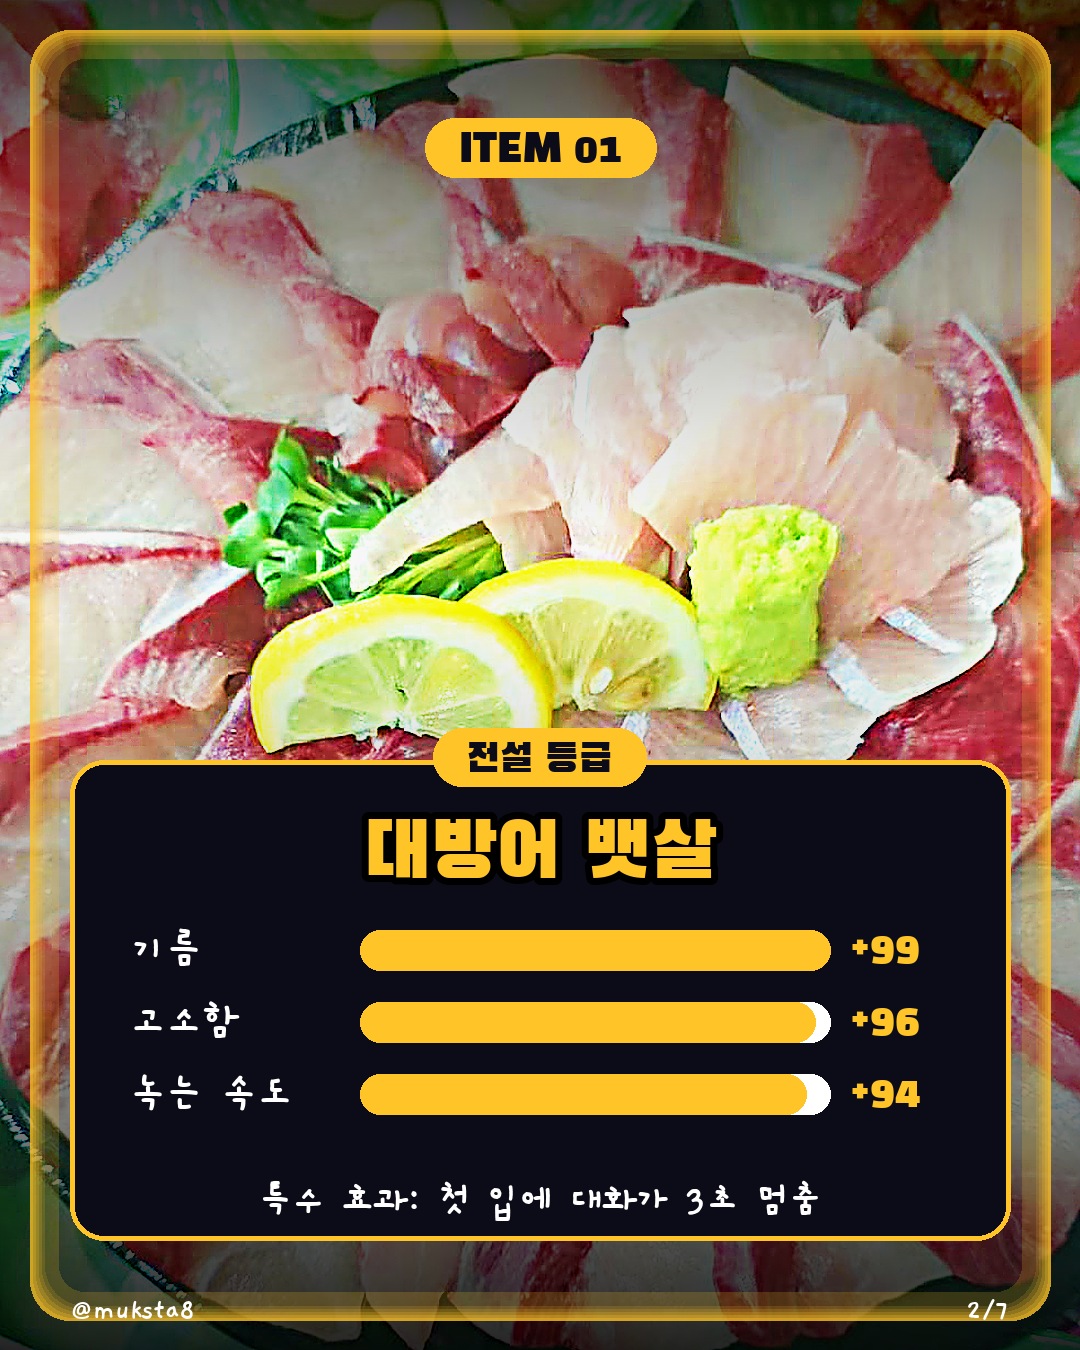 ITEM 01
전설 등급
대방어 뱃살
기름 +99
고소함 +96
녹는 속도 +94
특수 효과: 첫 입에 대화가 3초 멈춤
@muksta8
2/7